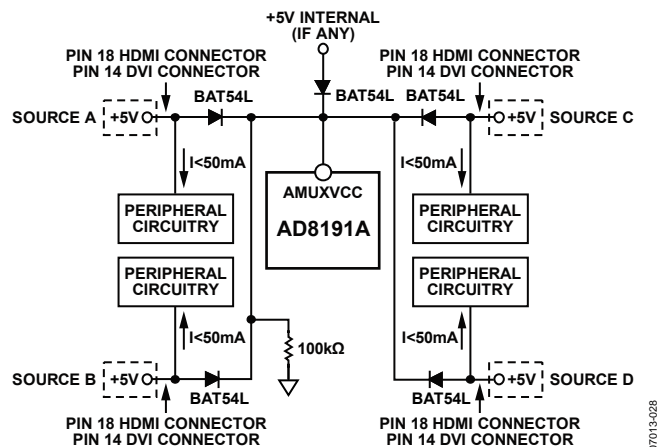 +5V INTERNAL
(IF ANY)
PIN 18 HDMI CONNECTOR
PIN 14 DVI CONNECTOR
PIN 18 HDMI CONNECTOR
PIN 14 DVI CONNECTOR
BAT54L
BAT54L
BAT54L
SOURCE A
+5V
+5V
SOURCE C
I<50mA
I<50mA
AMUXVCC
AD8191A
PERIPHERAL
CIRCUITRY
PERIPHERAL
CIRCUITRY
PERIPHERAL
CIRCUITRY
PERIPHERAL
CIRCUITRY
I<50mA
I<50mA
100kΩ
SOURCE B
+5V
+5V
SOURCE D
BAT54L
BAT54L
PIN 18 HDMI CONNECTOR
PIN 14 DVI CONNECTOR
PIN 18 HDMI CONNECTOR
PIN 14 DVI CONNECTOR
07013-028